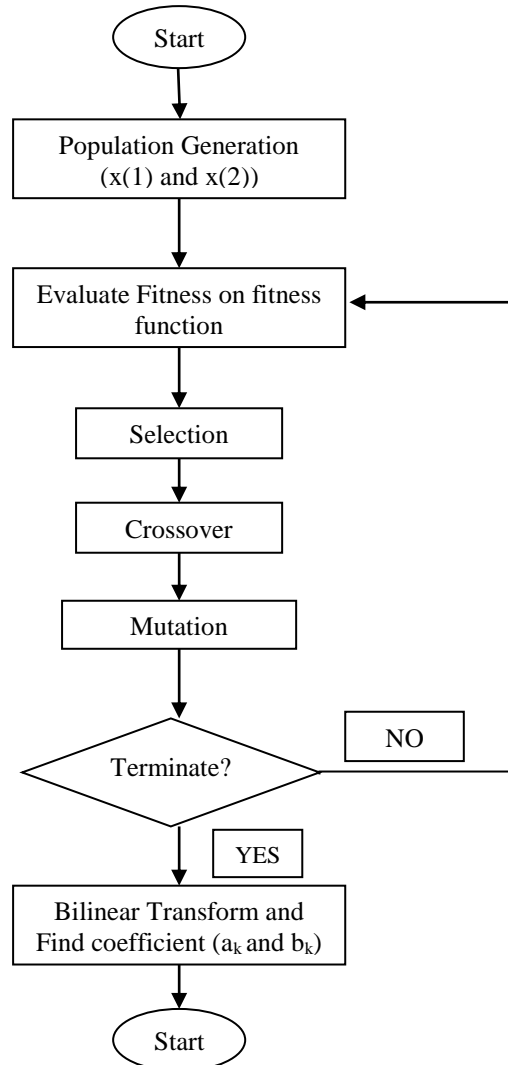 Start
Population Generation
(x(1) and x(2))
Evaluate Fitness on fitness
function
Selection
Crossover
Mutation
Terminate?
NO
YES
Bilinear Transform and
Find coefficient (aₖ and bₖ)
Start